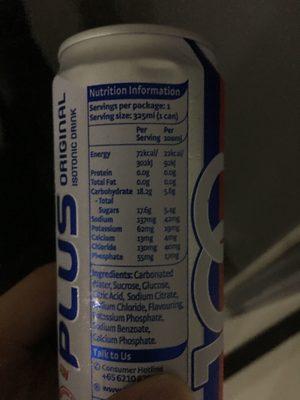 PLUS
ORIGINAL
ISOTONIC DRINK
Nutrition Information
Servings per package: 1
Serving size: 325ml (1 can)
Per Serving Per 100ml
Energy 72kcal/ 22kcal/
302kJ 92kJ
Protein 0.0g 0.0g
Total Fat 0.0g 0.0g
Carbohydrate 18.2g 5.6g
- Total
Sugars 17.6g 5.4g
Sodium 137mg 42mg
Potassium 62mg 19mg
Calcium 13mg 4mg
Chloride 130mg 40mg
Phosphate 55mg 17mg
Ingredients: Carbonated
Water, Sucrose, Glucose,
Citric Acid, Sodium Citrate,
Sodium Chloride, Flavouring,
Potassium Phosphate,
Sodium Benzoate,
Calcium Phosphate.
Talk to Us
Consumer Hotline
+65 6210